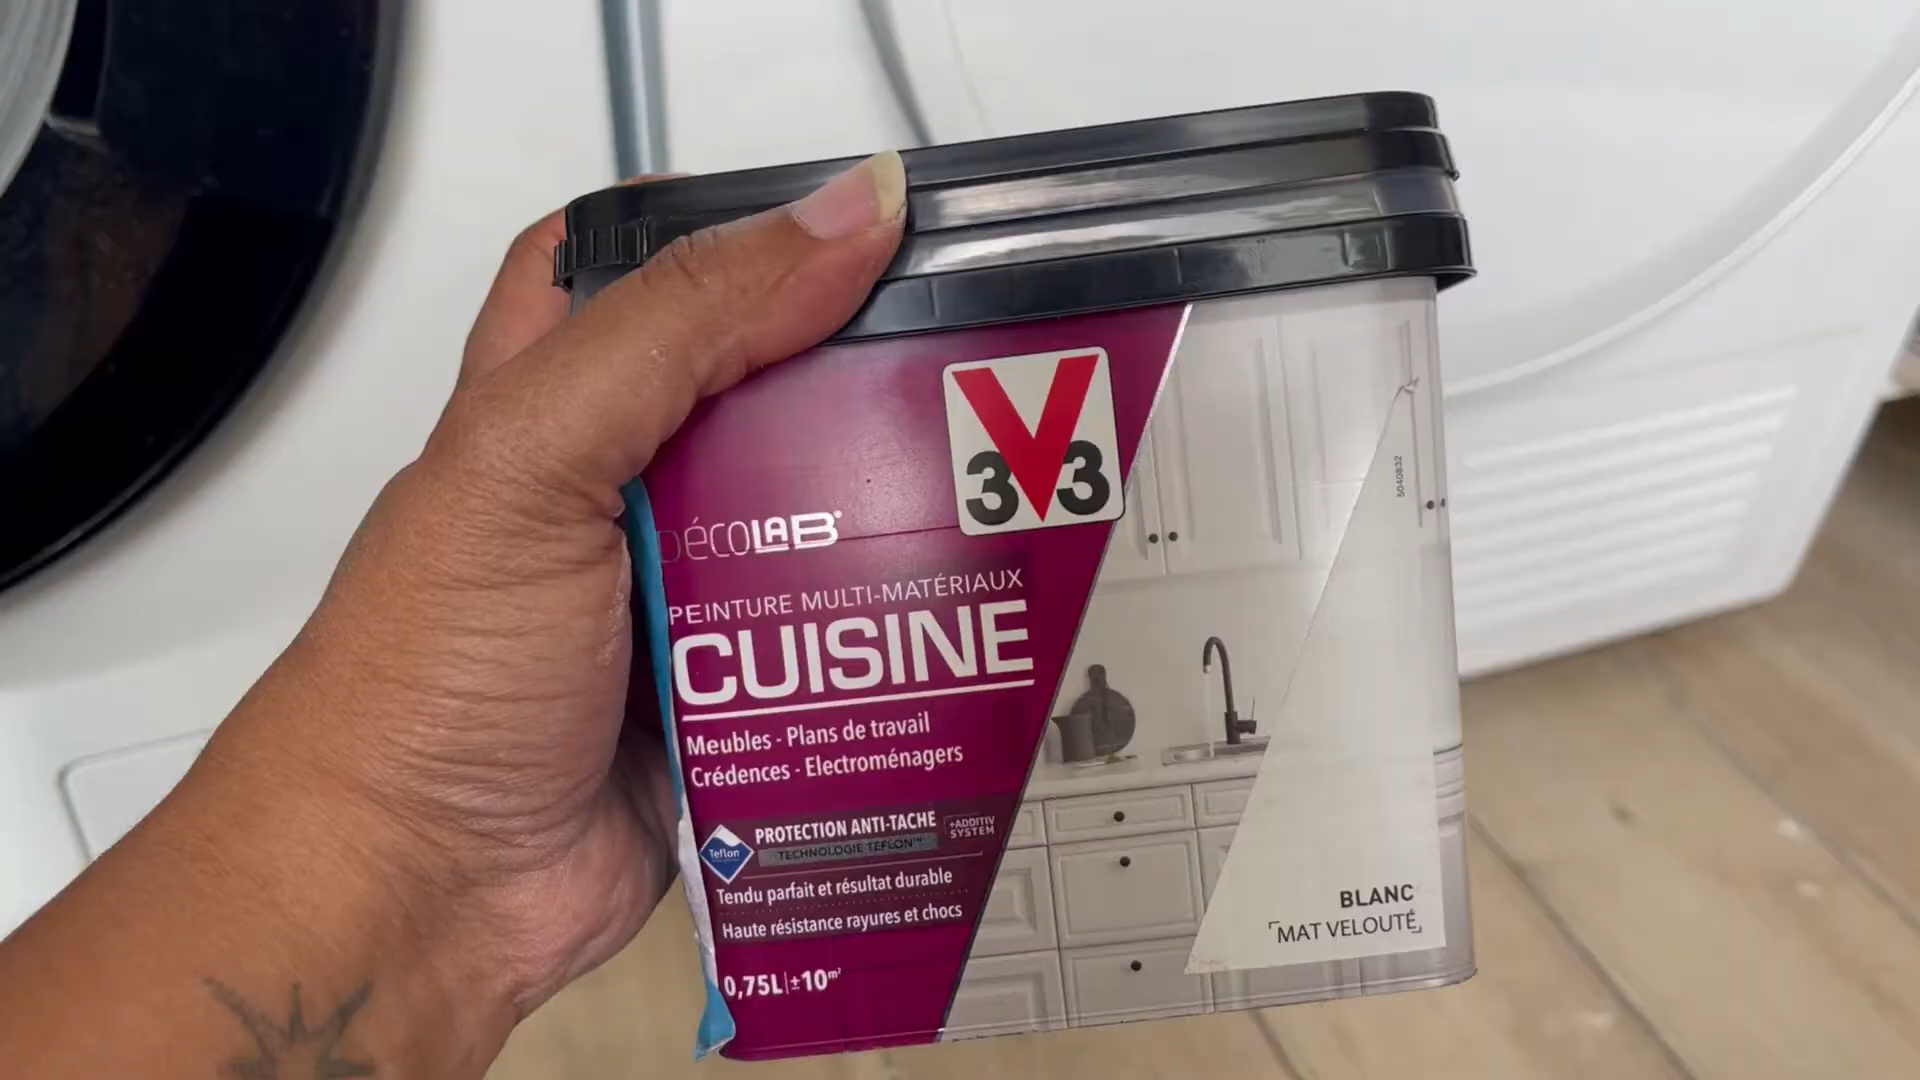 3V3
DécoLAB®
PEINTURE MULTI-MATÉRIAUX
CUISINE
Meubles - Plans de travail
Crédences - Electroménagers
Teflon
PROTECTION ANTI-TACHE
TECHNOLOGIE TEFLON™
+ADDITIV
SYSTEM
Tendu parfait et résultat durable
Haute résistance rayures et chocs
0,75L ±10m²
5040832
BLANC
MAT VELOUTÉ